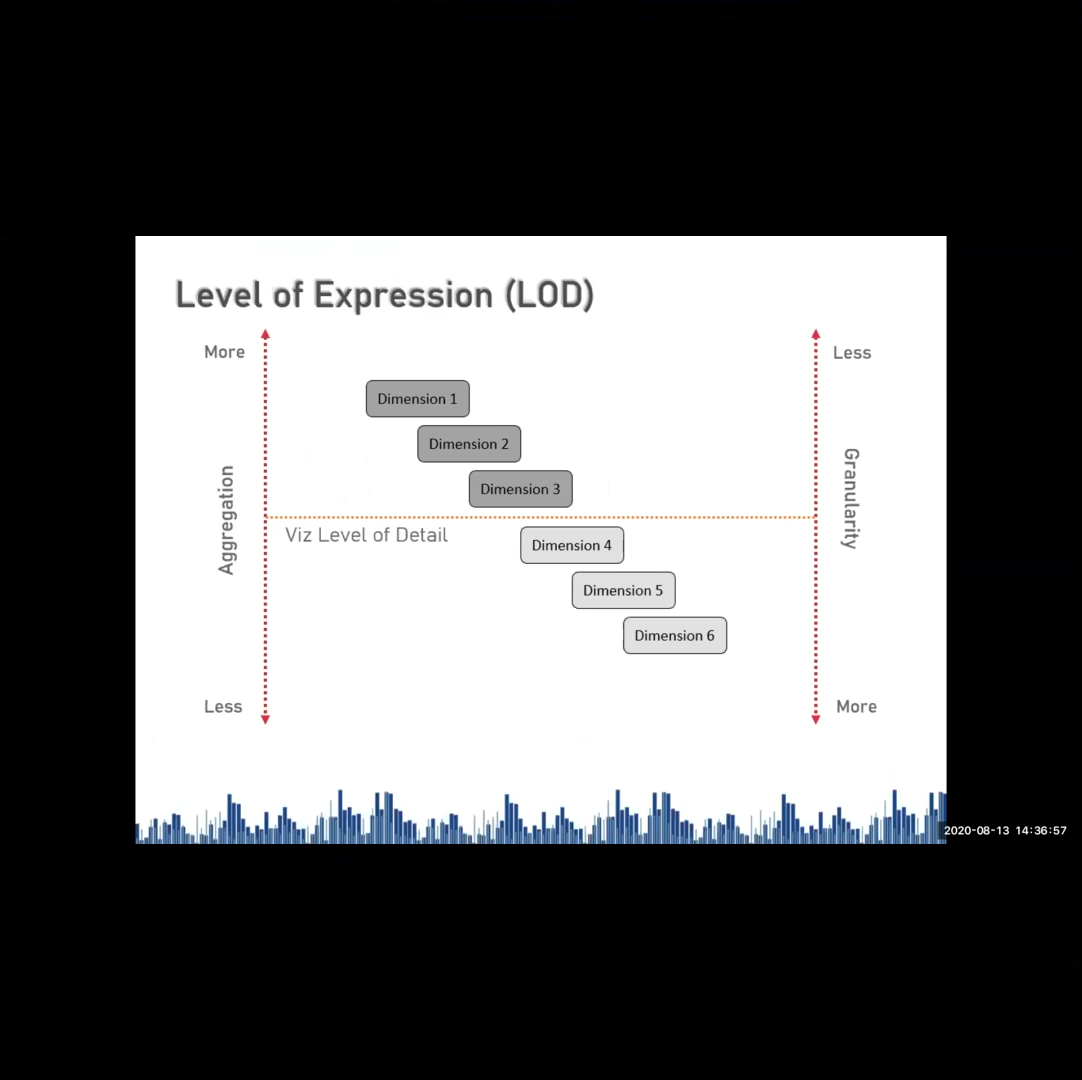 Level of Expression (LOD)
More
Less
Dimension 1
Dimension 2
Dimension 3
Aggregation
Granularity
Viz Level of Detail
Dimension 4
Dimension 5
Dimension 6
Less
More
2020-08-13 14:36:57